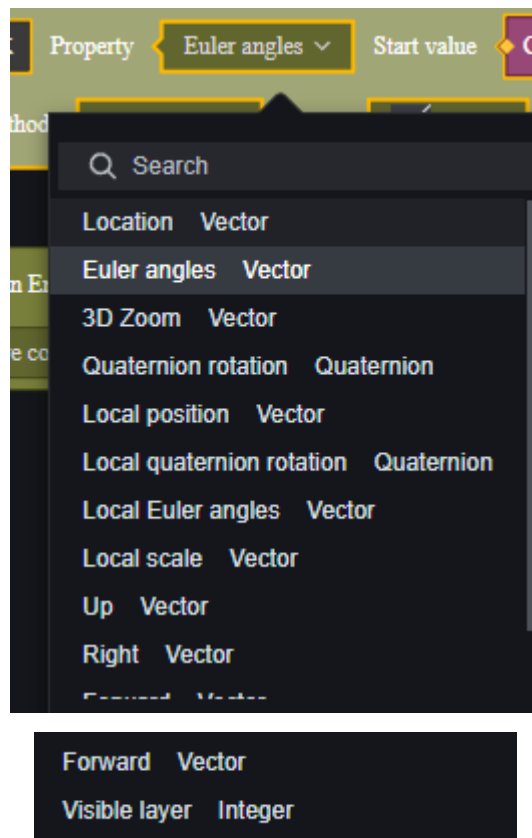 Property Euler angles Start value
Search
Location Vector
Euler angles Vector
3D Zoom Vector
Quaternion rotation Quaternion
Local position Vector
Local quaternion rotation Quaternion
Local Euler angles Vector
Local scale Vector
Up Vector
Right Vector
Forward Vector
Visible layer Integer